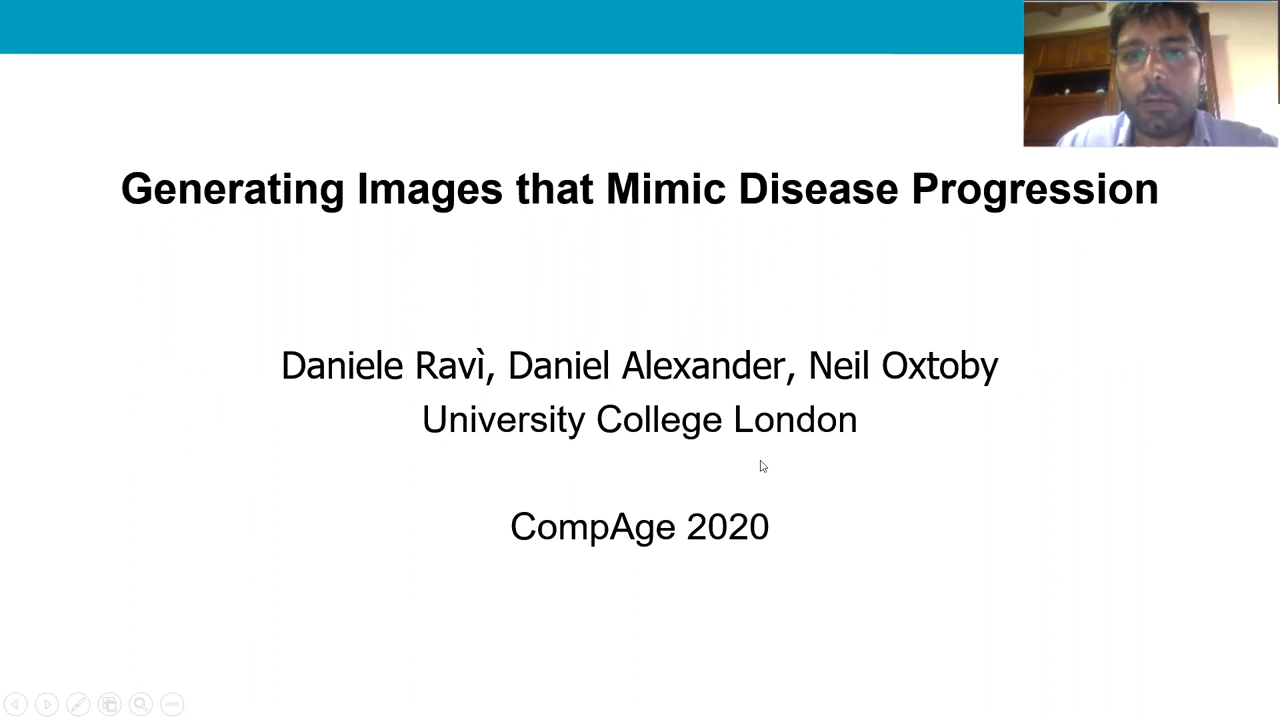 Generating Images that Mimic Disease Progression
Daniele Ravì, Daniel Alexander, Neil Oxtoby
University College London
CompAge 2020